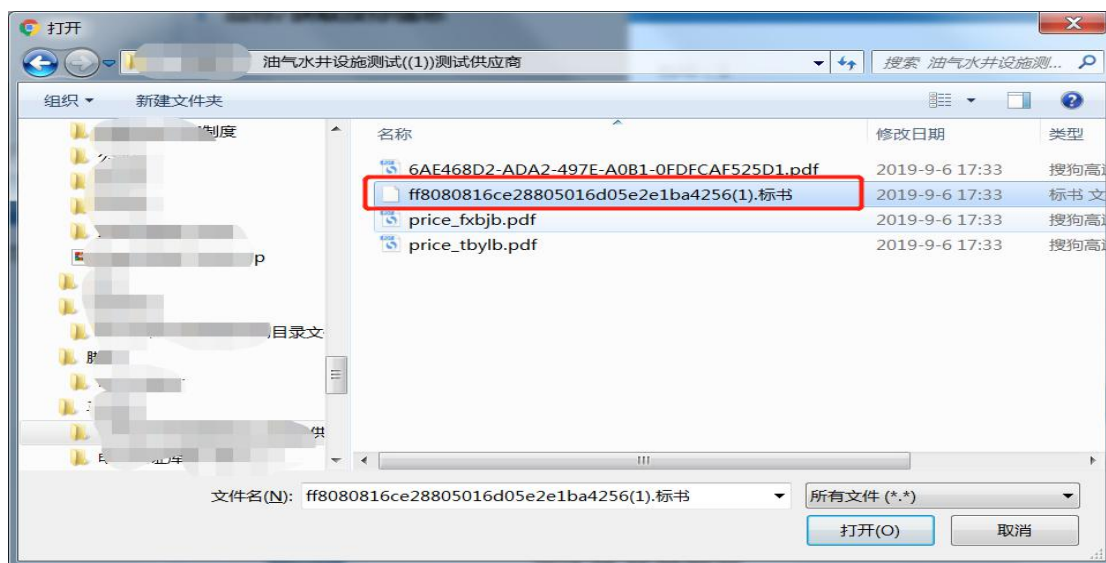 打开
油气水井设施测试((1))测试供应商
搜索 油气水井设施测...
组织
新建文件夹
制度
p
目录文
供
名称
修改日期
类型
6AE468D2-ADA2-497E-A0B1-0FDFCAF525D1.pdf
2019-9-6 17:33
搜狗高
ff8080816ce28805016d05e2e1ba4256(1).标书
2019-9-6 17:33
标书 文
price_fxbjb.pdf
2019-9-6 17:33
搜狗高
price_tbylb.pdf
2019-9-6 17:33
搜狗高
文件名(N): ff8080816ce28805016d05e2e1ba4256(1).标书
所有文件 (*.*)
打开(O)
取消